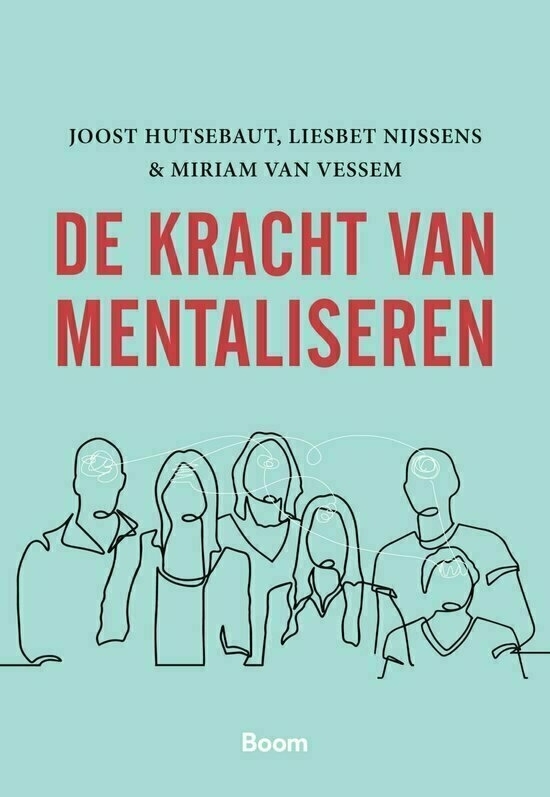 JOOST HUTSEBAUT, LIESBET NIJSSENS
& MIRIAM VAN VESSEM
DE KRACHT VAN
MENTALISEREN
Boom